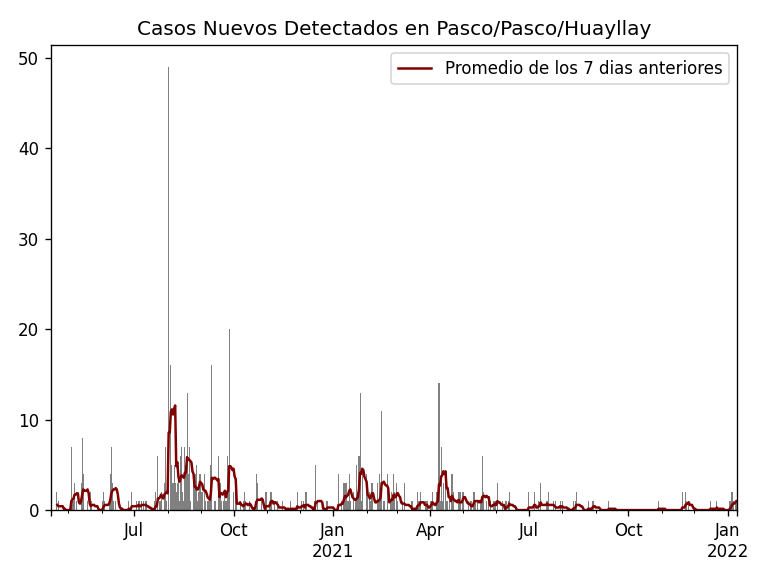 Casos Nuevos Detectados en Pasco/Pasco/Huayllay
Promedio de los 7 dias anteriores
50
40
30
20
10
0
Jul
Oct
Jan
2021
Apr
Jul
Oct
Jan
2022